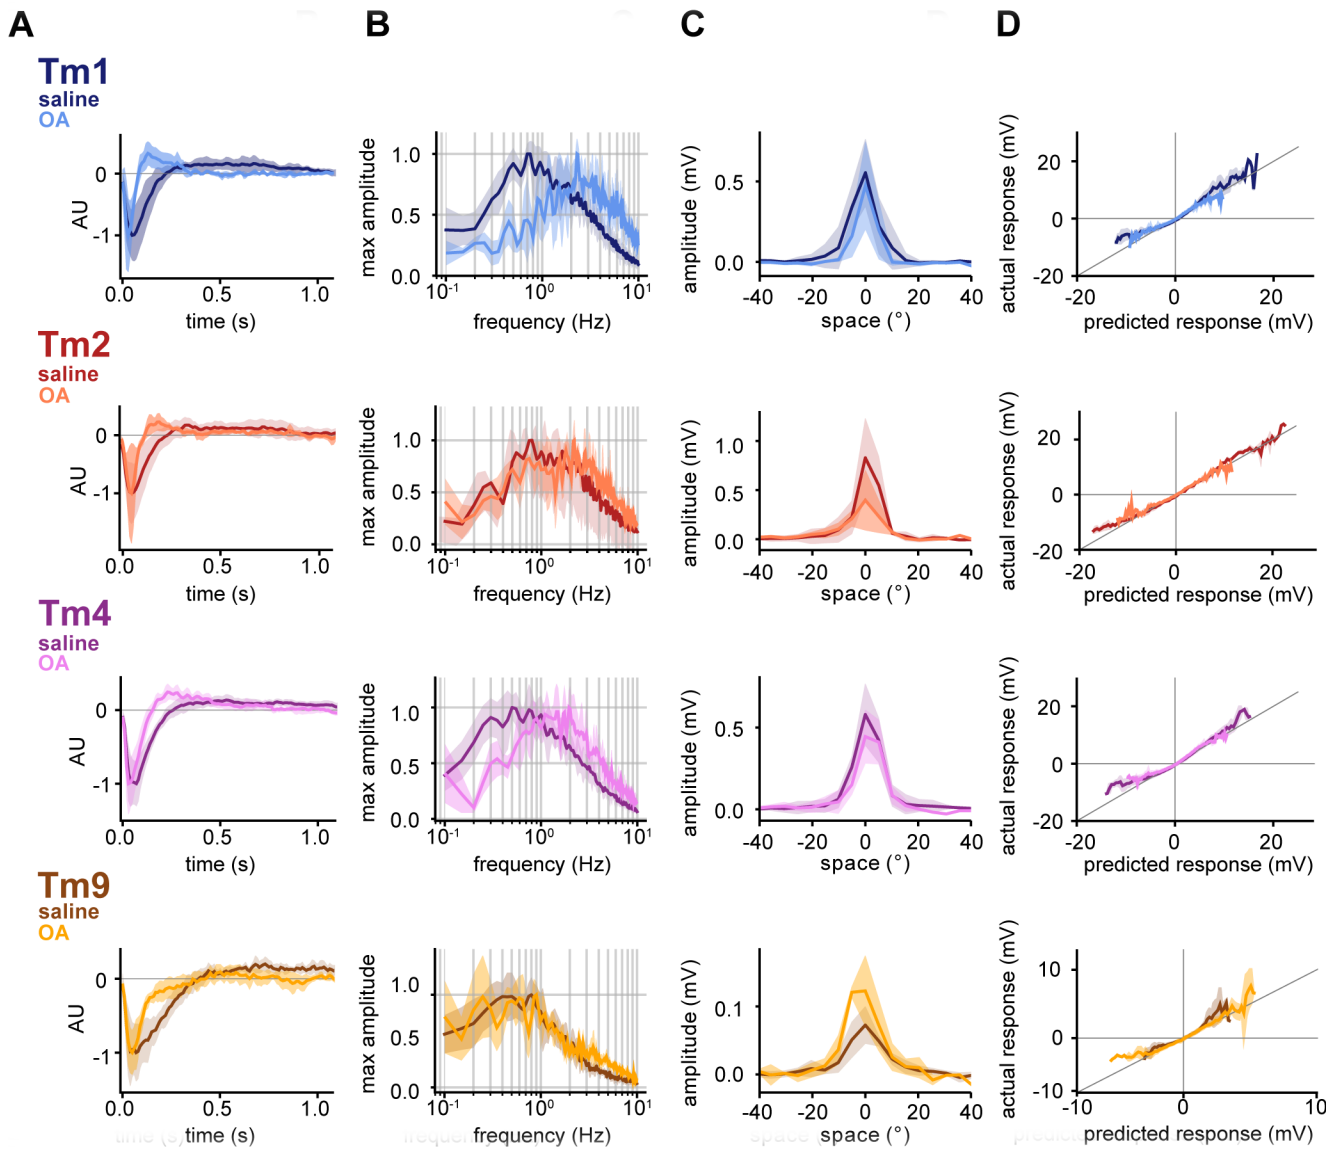 A B C D
Tm1
saline
OA
AU
0
-1
0.0 0.5 1.0
time (s)
max amplitude
1.0
0.5
0.0
10-1 100 101
frequency (Hz)
amplitude (mV)
0.5
0.0
-40 -20 0 20 40
space (°)
actual response (mV)
20
0
-20
-20 0 20
predicted response (mV)
Tm2
saline
OA
AU
0
-1
0.0 0.5 1.0
time (s)
max amplitude
1.0
0.5
0.0
10-1 100 101
frequency (Hz)
amplitude (mV)
1.0
0.5
0.0
-40 -20 0 20 40
space (°)
actual response (mV)
20
0
-20
-20 0 20
predicted response (mV)
Tm4
saline
OA
AU
0
-1
0.0 0.5 1.0
time (s)
max amplitude
1.0
0.5
0.0
10-1 100 101
frequency (Hz)
amplitude (mV)
0.5
0.0
-40 -20 0 20 40
space (°)
actual response (mV)
20
0
-20
-20 0 20
predicted response (mV)
Tm9
saline
OA
AU
0
-1
0.0 0.5 1.0
time (s)
max amplitude
1.0
0.5
0.0
10-1 100 101
frequency (Hz)
amplitude (mV)
0.1
0.0
-40 -20 0 20 40
space (°)
actual response (mV)
10
0
-10
-10 0 10
predicted response (mV)